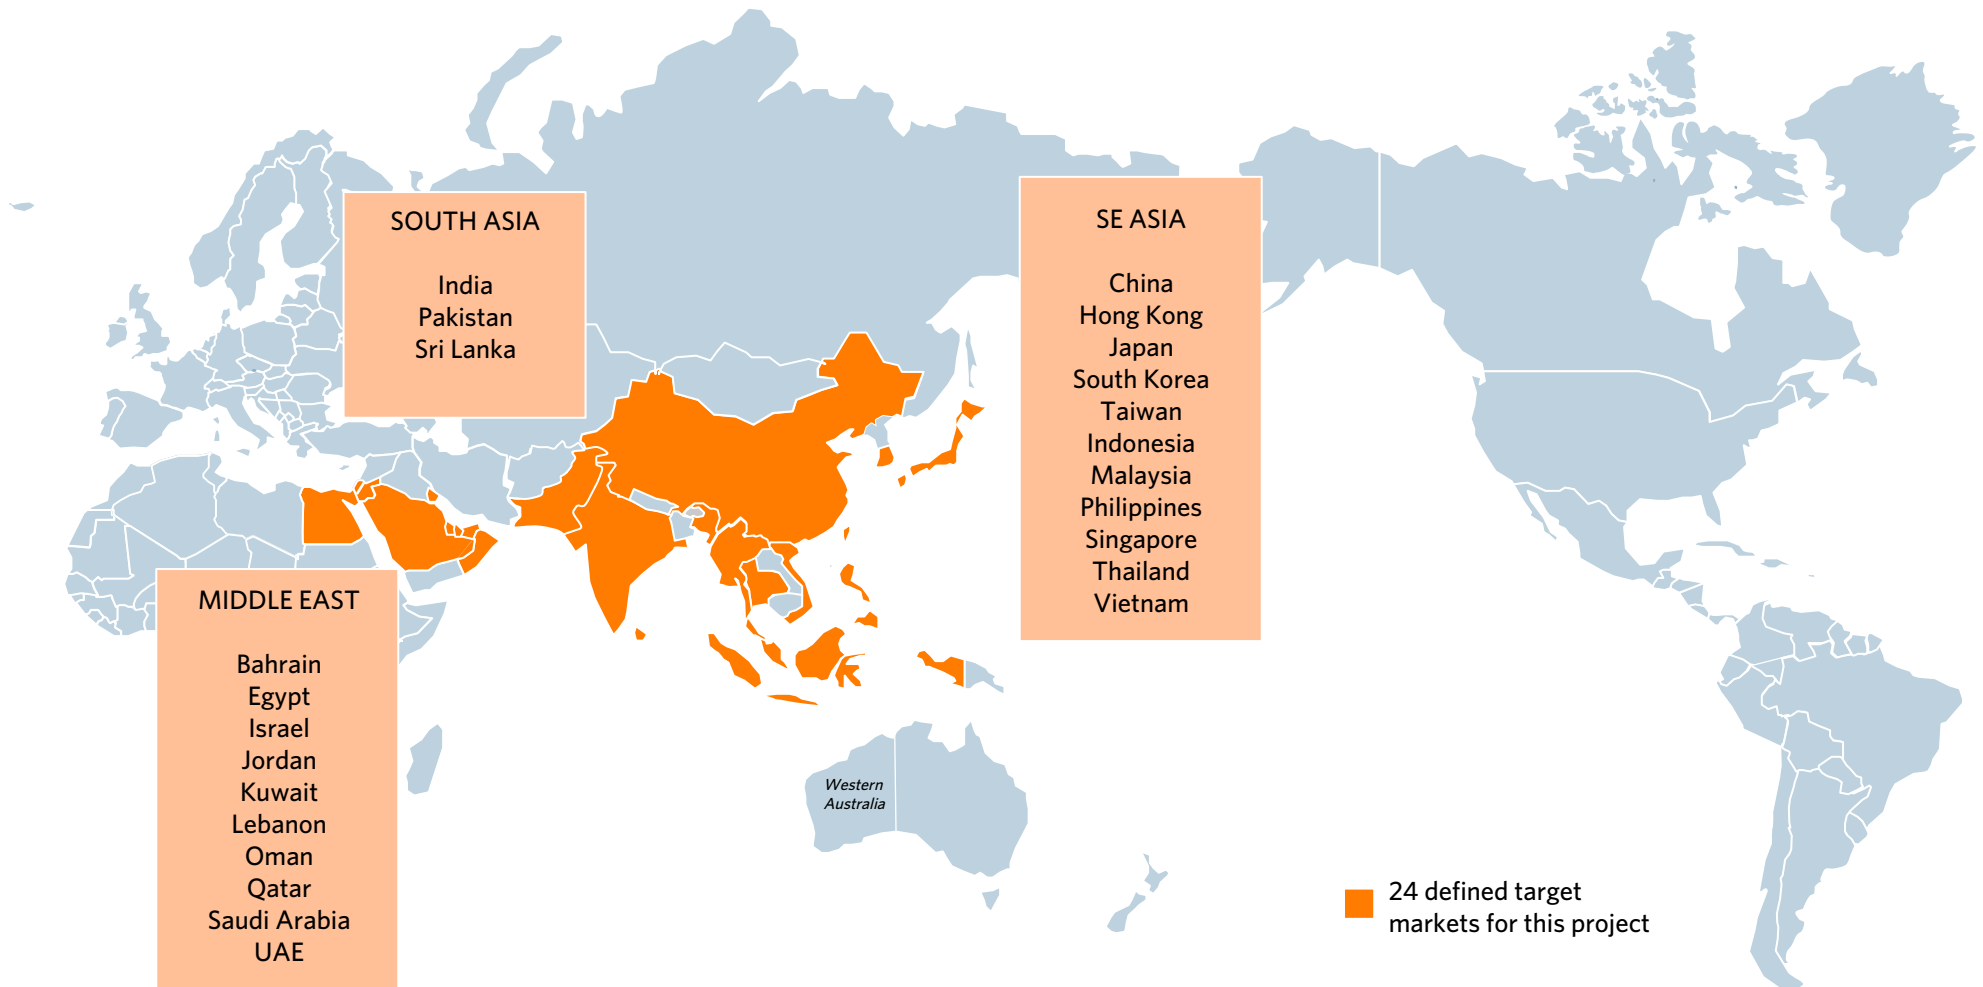 SOUTH ASIA
India
Pakistan
Sri Lanka
SE ASIA
China
Hong Kong
Japan
South Korea
Taiwan
Indonesia
Malaysia
Philippines
Singapore
Thailand
Vietnam
MIDDLE EAST
Bahrain
Egypt
Israel
Jordan
Kuwait
Lebanon
Oman
Qatar
Saudi Arabia
UAE
Western
Australia
24 defined target
markets for this project